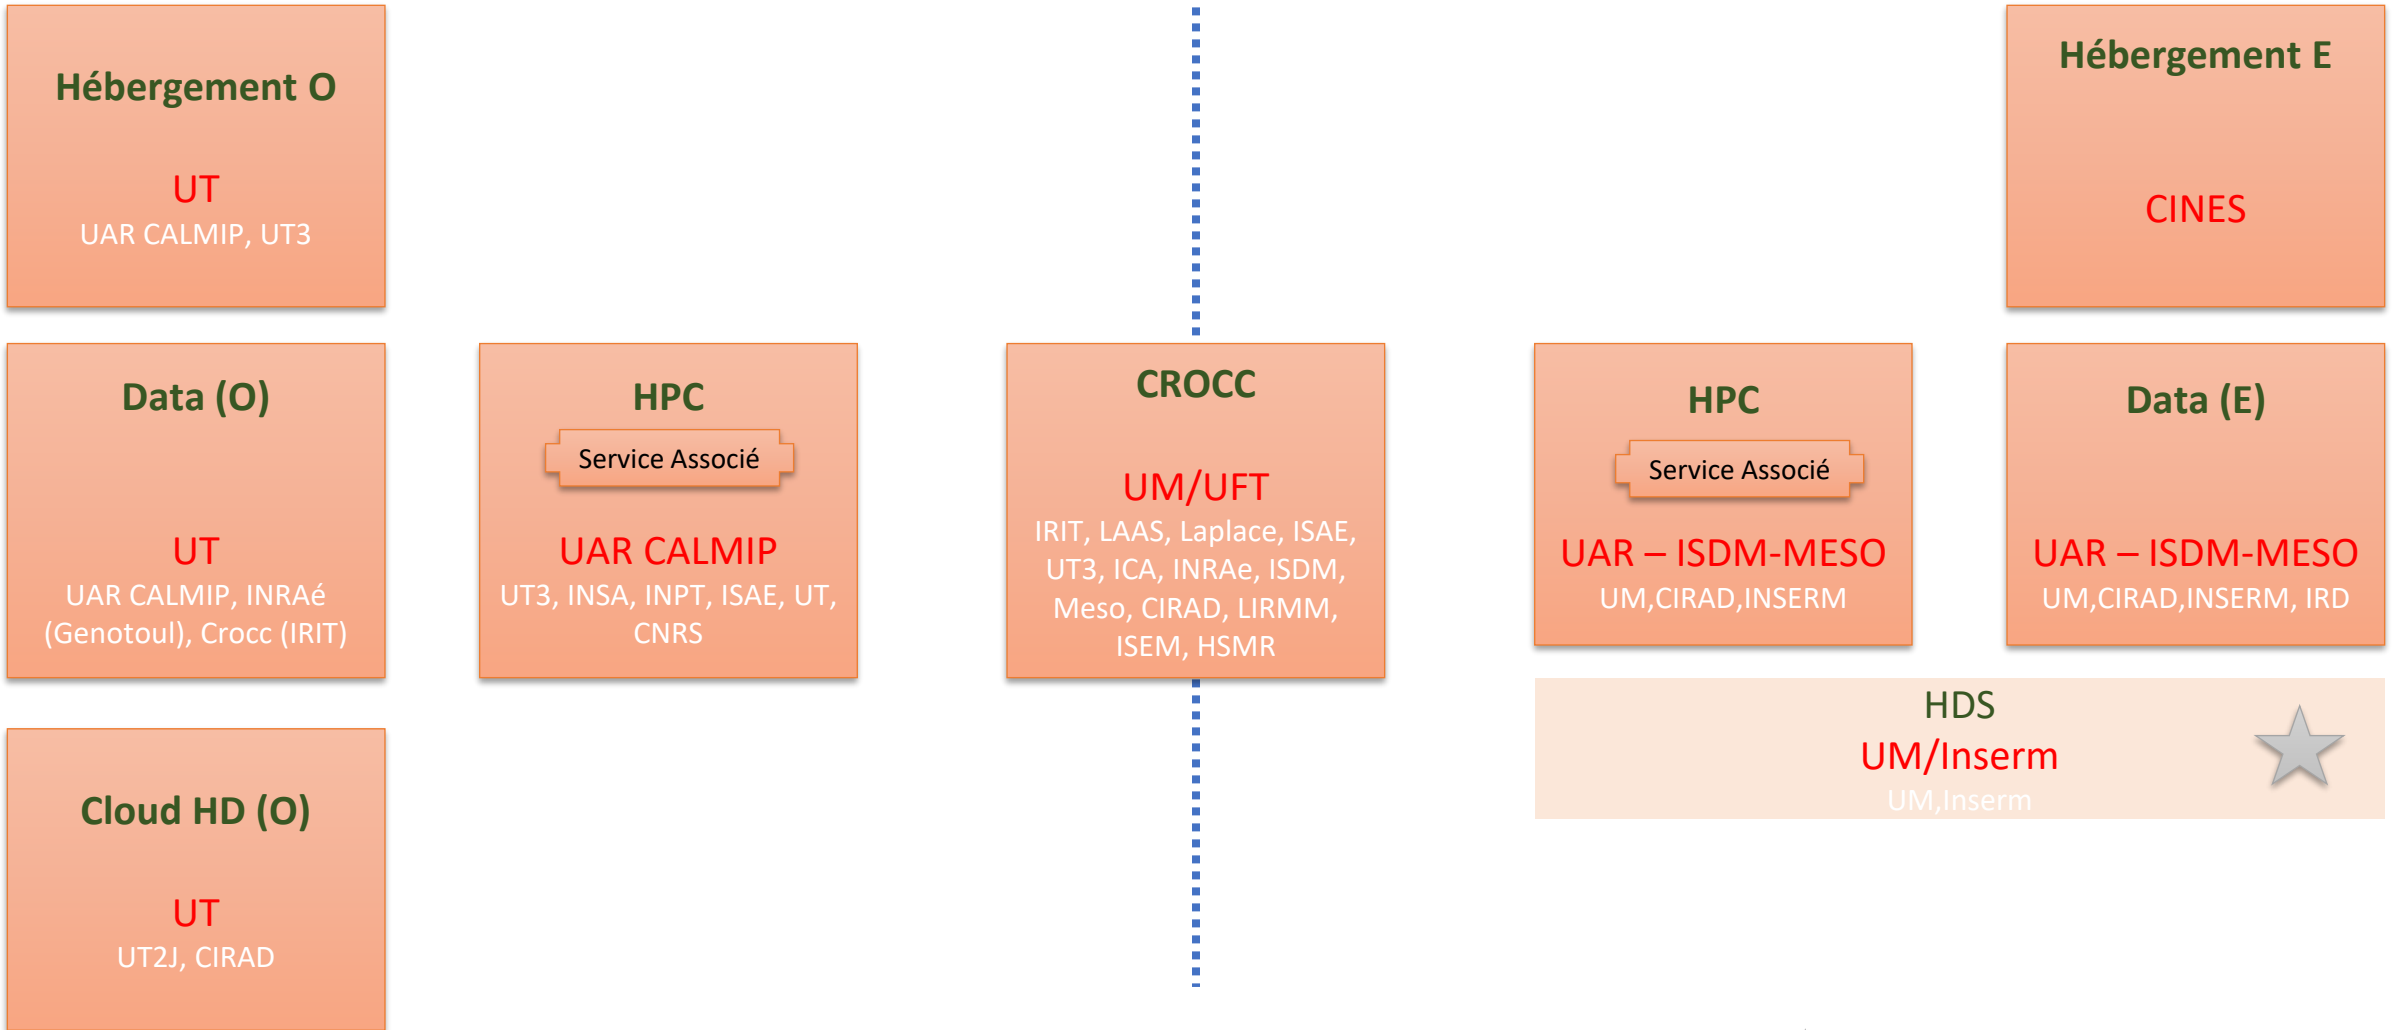 Hébergement O
UT
UAR CALMIP, UT3
Hébergement E
CINES
Data (O)
UT
UAR CALMIP, INRAé
(Genotoul), Crocc (IRIT)
HPC
Service Associé
UAR CALMIP
UT3, INSA, INPT, ISAE, UT,
CNRS
CROCC
UM/UFT
IRIT, LAAS, Laplace, ISAE,
UT3, ICA, INRAe, ISDM,
Meso, CIRAD, LIRMM,
ISEM, HSMR
HPC
Service Associé
UAR – ISDM-MESO
UM,CIRAD,INSERM
Data (E)
UAR – ISDM-MESO
UM,CIRAD,INSERM, IRD
HDS
UM/Inserm
UM,Inserm
Cloud HD (O)
UT
UT2J, CIRAD